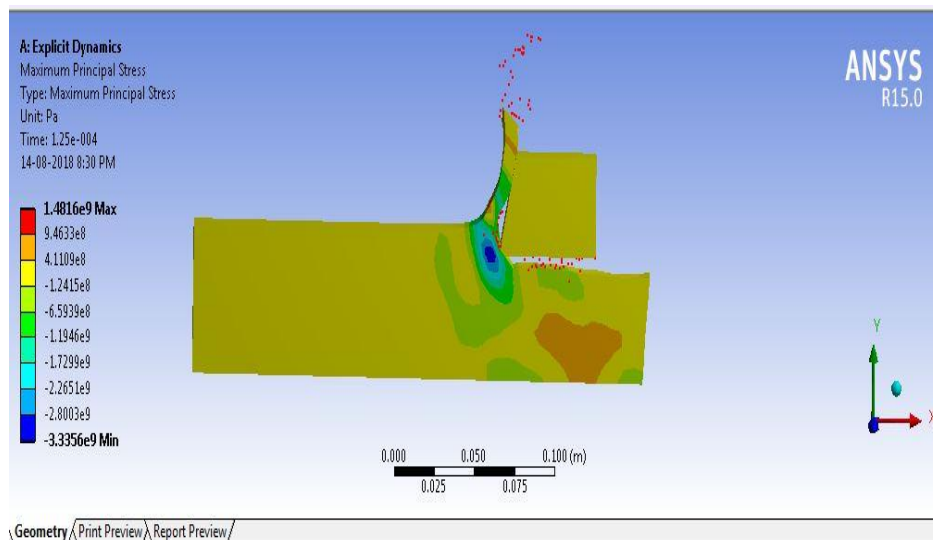 A: Explicit Dynamics
Maximum Principal Stress
Type: Maximum Principal Stress
Unit: Pa
Time: 1.25e-004
14-08-2018 8:30 PM
ANSYS
R15.0
1.4816e9 Max
9.4633e8
4.1109e8
-1.2415e8
-6.5939e8
-1.1946e9
-1.7299e9
-2.2651e9
-2.8003e9
-3.3356e9 Min
Y
X
0.000 0.050 0.100 (m)
0.025 0.075
Geometry Print Preview Report Preview